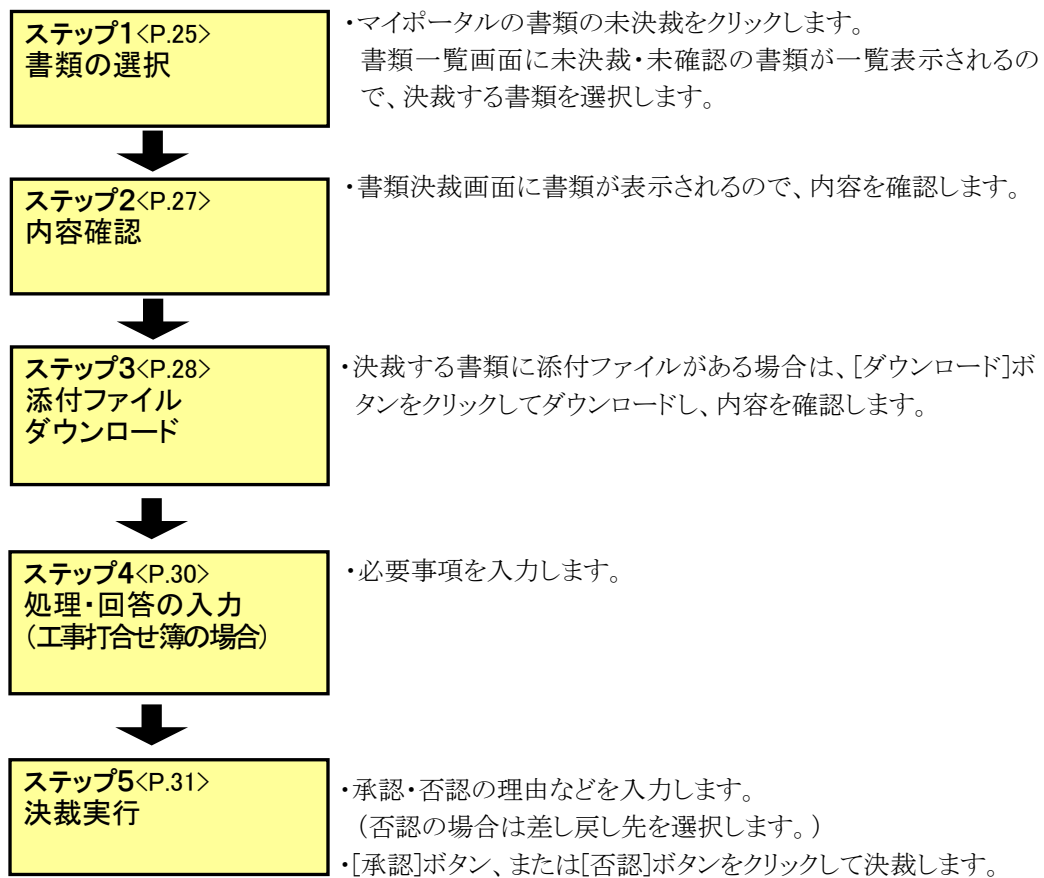 ステップ1<P.25>
書類の選択
・マイポータルの書類の未決裁をクリックします。
書類一覧画面に未決裁・未確認の書類が一覧表示されるの
で、決裁する書類を選択します。
ステップ2<P.27>
内容確認
・書類決裁画面に書類が表示されるので、内容を確認します。
ステップ3<P.28>
添付ファイル
ダウンロード
・決裁する書類に添付ファイルがある場合は、[ダウンロード]ボ
タンをクリックしてダウンロードし、内容を確認します。
ステップ4<P.30>
処理・回答の入力
(工事打合せ簿の場合)
・必要事項を入力します。
ステップ5<P.31>
決裁実行
・承認・否認の理由などを入力します。
(否認の場合は差し戻し先を選択します。)
・[承認]ボタン、または[否認]ボタンをクリックして決裁します。